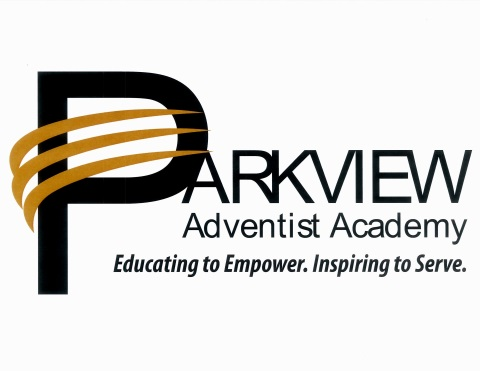 PARKVIEW
Adventist Academy
Educating to Empower. Inspiring to Serve.